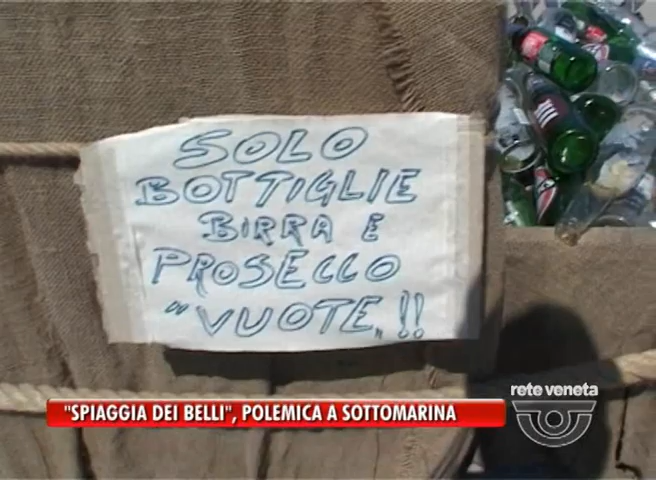 SOLO
BOTTIGLIE
BIRRA E
PROSECCO
"VUOTE„!!
rete veneta
"SPIAGGIA DEI BELLI", POLEMICA A SOTTOMARINA